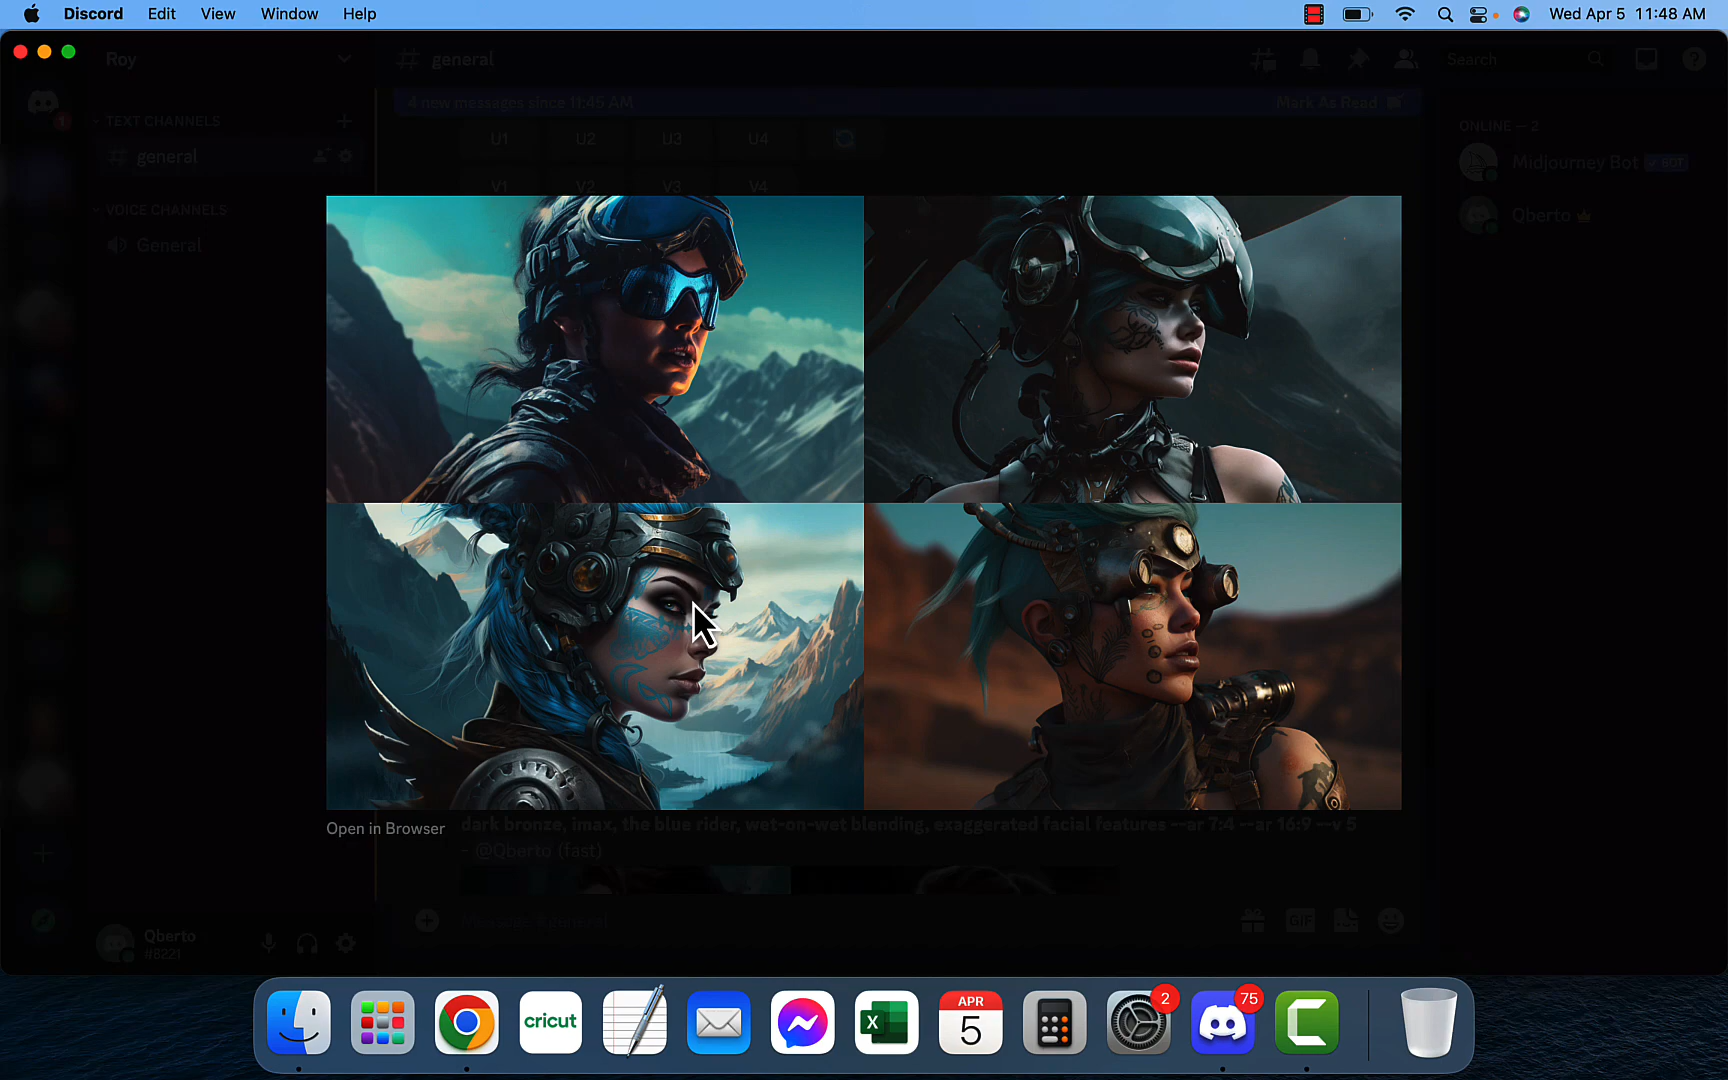 Discord Edit View Window Help Wed Apr 5 11:48 AM
Roy general Search
4 new messages since 11:45 AM Mark As Read
TEXT CHANNELS
general
VOICE CHANNELS
General
U1 U2 U3 U4
V1 V2 V3 V4
ONLINE — 2
Midjourney Bot BOT
Qberto
1
Open in Browser
dark bronze, imax, the blue rider, wet-on-wet blending, exaggerated facial features --ar 7:4 --ar 16:9 --v 5
- @Qberto (fast)
GIF
Qberto
#8221
cricut
X
APR
5
2
75